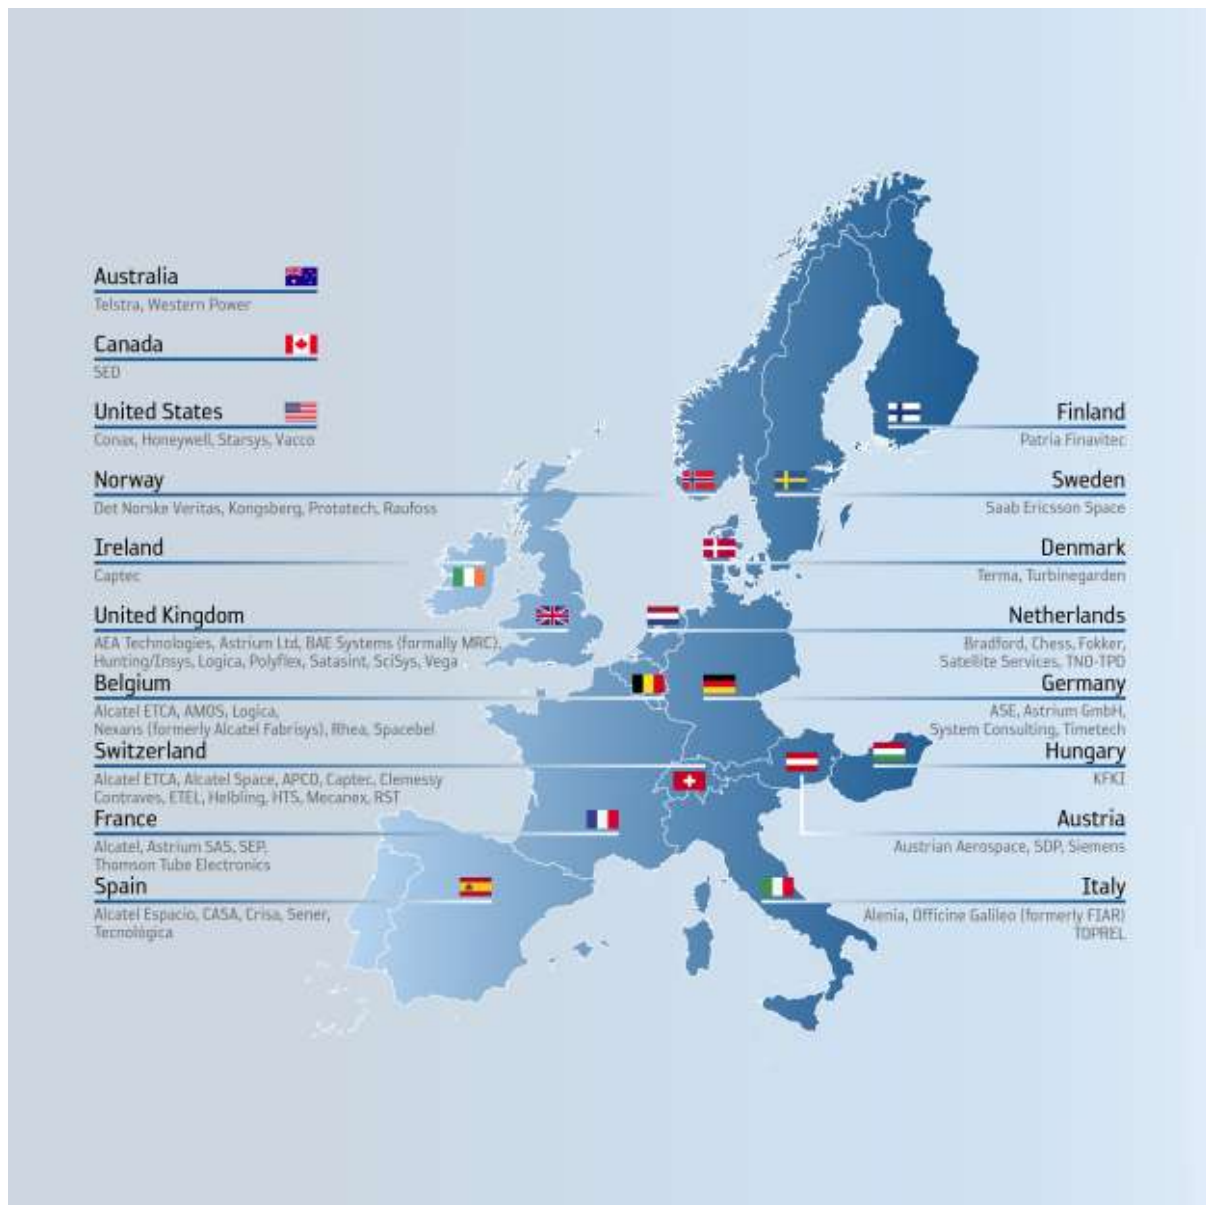 Australia
Telstra, Western Power
Canada
SED
United States
Conax, Honeywell, Starsys, Vacco
Norway
Det Norske Veritas, Kongsberg, Prototech, Raufoss
Ireland
Captec
United Kingdom
AEA Technologies, Astrium Ltd, BAE Systems (formally MRC),
Hunting/Insys, Logica, Polyflex, Satasint, SciSys, Vega
Belgium
Alcatel ETCA, AMOS, Logica,
Nexans (formerly Alcatel Fabrisys), Rhea, Spacebel
Switzerland
Alcatel ETCA, Alcatel Space, APCO, Captec, Clemessy
Contraves, ETEL, Helbling, HTS, Mecanex, RST
France
Alcatel, Astrium SAS, SEP,
Thomson Tube Electronics
Spain
Alcatel Espacio, CASA, Crisa, Sener,
Tecnològica
Finland
Patria Finavitec
Sweden
Saab Ericsson Space
Denmark
Terma, Turbinegarden
Netherlands
Bradford, Chess, Fokker,
Satellite Services, TNO-TPD
Germany
ASE, Astrium GmbH,
System Consulting, Timetech
Hungary
KFKI
Austria
Austrian Aerospace, SDP, Siemens
Italy
Alenia, Officine Galileo (formerly FIAR)
TOPREL